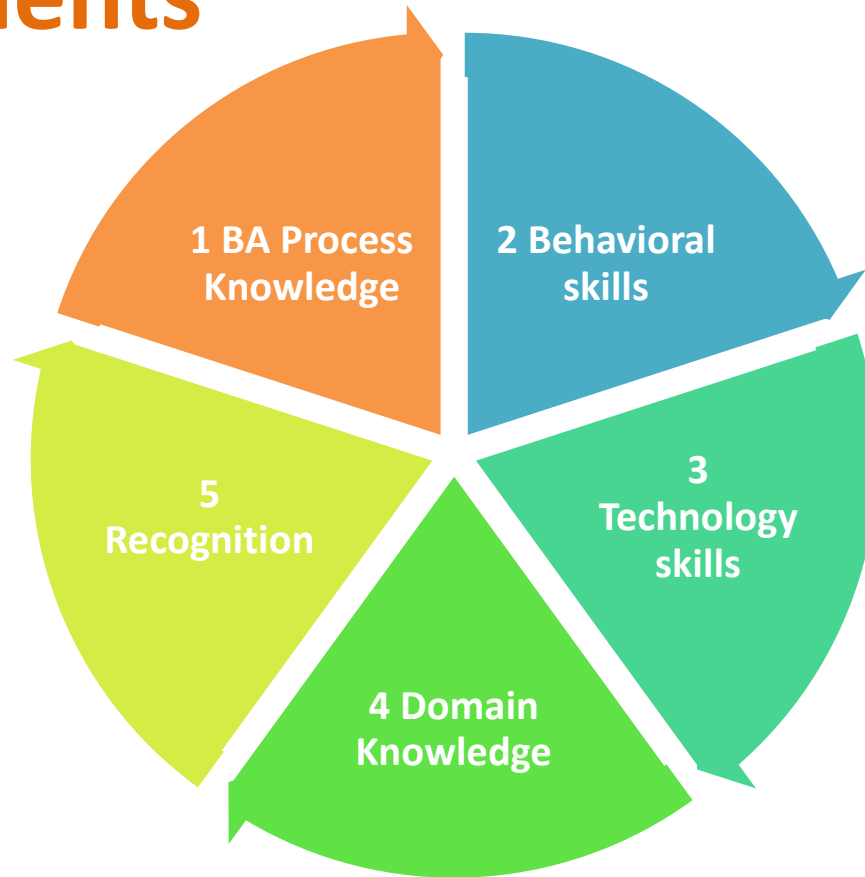 1 BA Process
Knowledge
2 Behavioral
skills
3
Technology
skills
4 Domain
Knowledge
5
Recognition